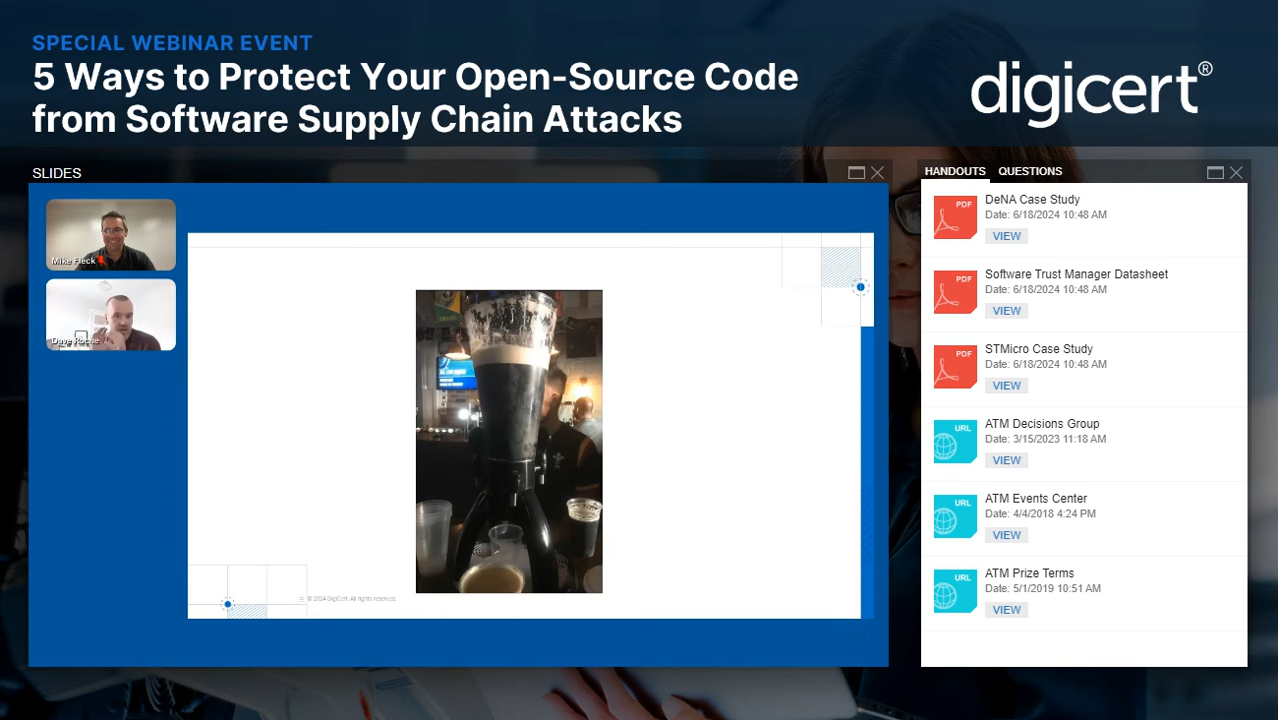 SPECIAL WEBINAR EVENT
5 Ways to Protect Your Open-Source Code
from Software Supply Chain Attacks
digicert®
SLIDES
Mike Fleck
Dave Roche
© 2024 DigiCert. All rights reserved.
HANDOUTS QUESTIONS
PDF
DeNA Case Study
Date: 6/18/2024 10:48 AM
VIEW
PDF
Software Trust Manager Datasheet
Date: 6/18/2024 10:48 AM
VIEW
PDF
STMicro Case Study
Date: 6/18/2024 10:48 AM
VIEW
URL
ATM Decisions Group
Date: 3/15/2023 11:18 AM
VIEW
URL
ATM Events Center
Date: 4/4/2018 4:24 PM
VIEW
URL
ATM Prize Terms
Date: 5/1/2019 10:51 AM
VIEW